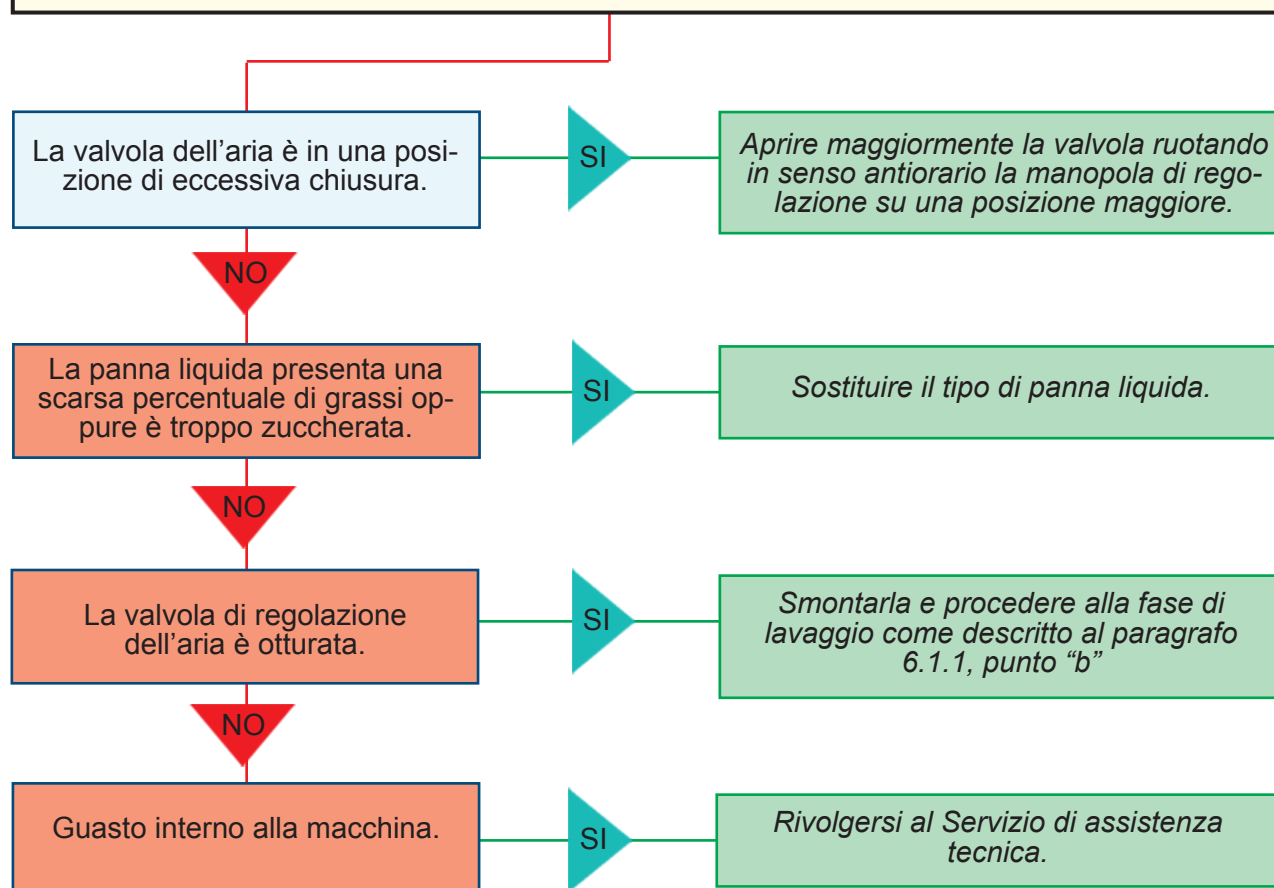 La valvola dell’aria è in una posi-
zione di eccessiva chiusura.
SI
Aprire maggiormente la valvola ruotando
in senso antiorario la manopola di rego-
lazione su una posizione maggiore.
NO
La panna liquida presenta una
scarsa percentuale di grassi op-
pure è troppo zuccherata.
SI
Sostituire il tipo di panna liquida.
NO
La valvola di regolazione
dell’aria è otturata.
SI
Smontarla e procedere alla fase di
lavaggio come descritto al paragrafo
6.1.1, punto “b”
NO
Guasto interno alla macchina.
SI
Rivolgersi al Servizio di assistenza
tecnica.